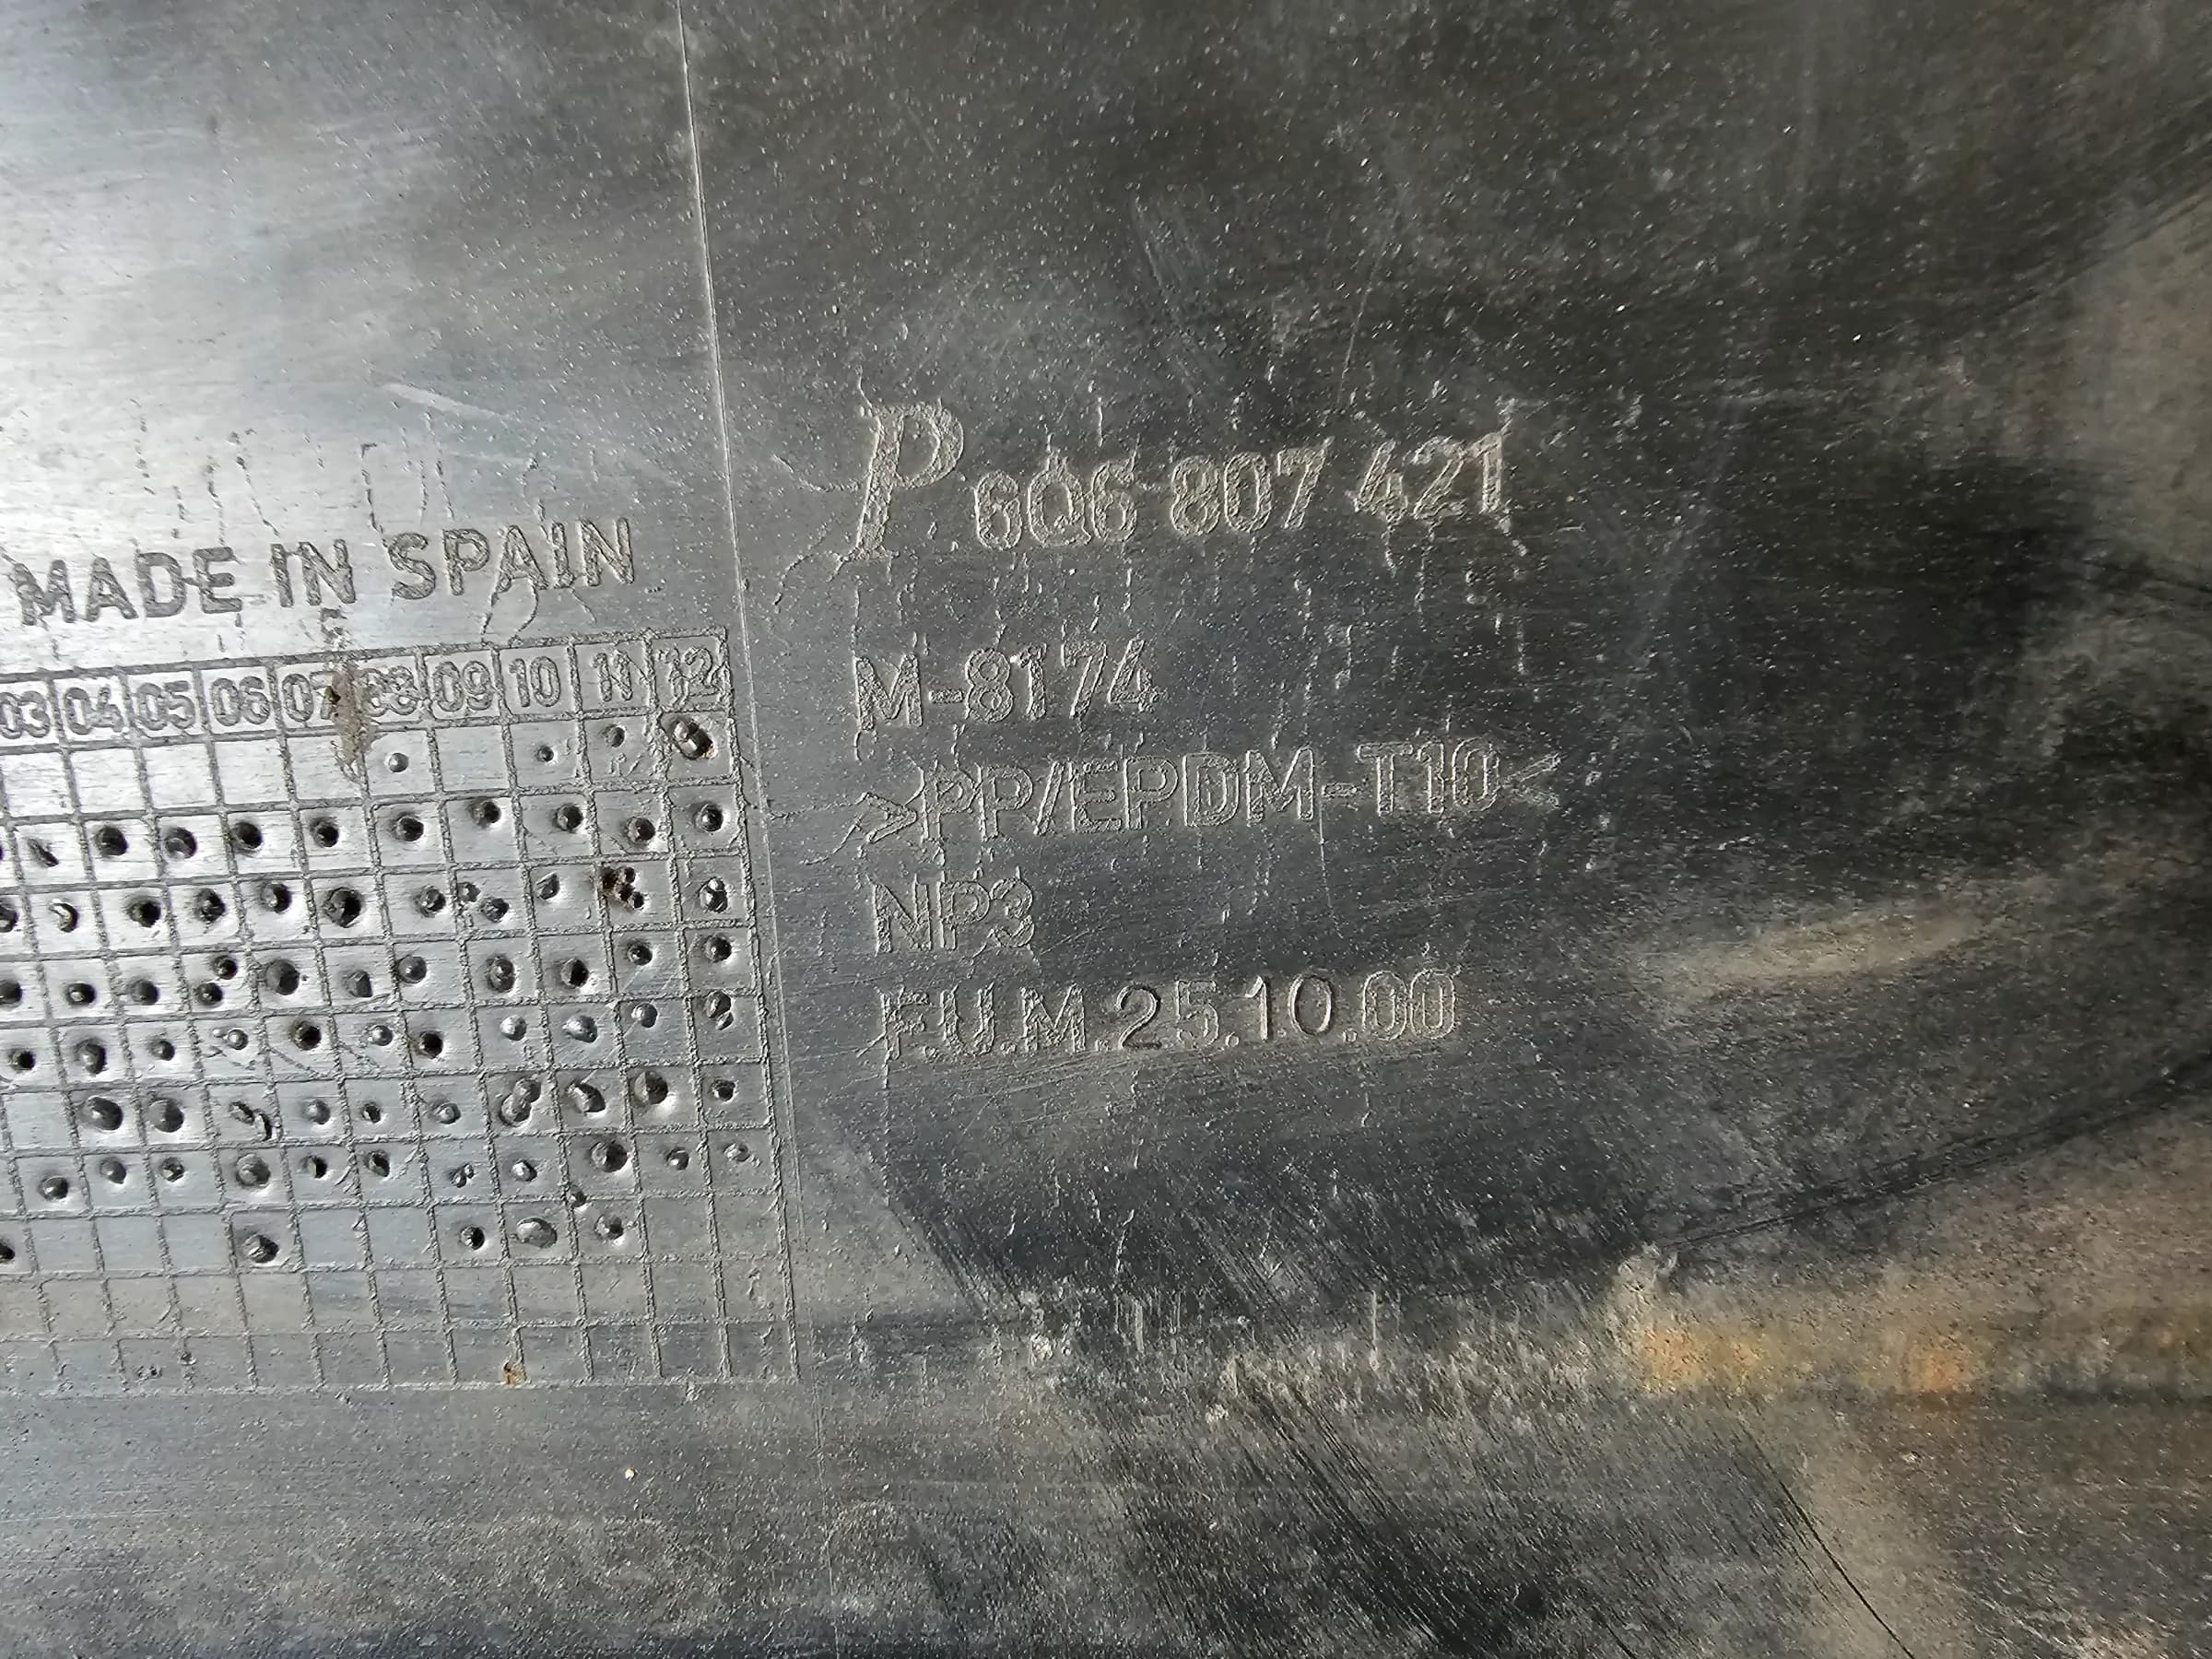 MADE IN SPAIN
03 04 05 06 07 08 09 10 11 12
P 6Q6 807 421
M-8174
>PP/EPDM-T10<
NP3
F.U.M.25.10.00